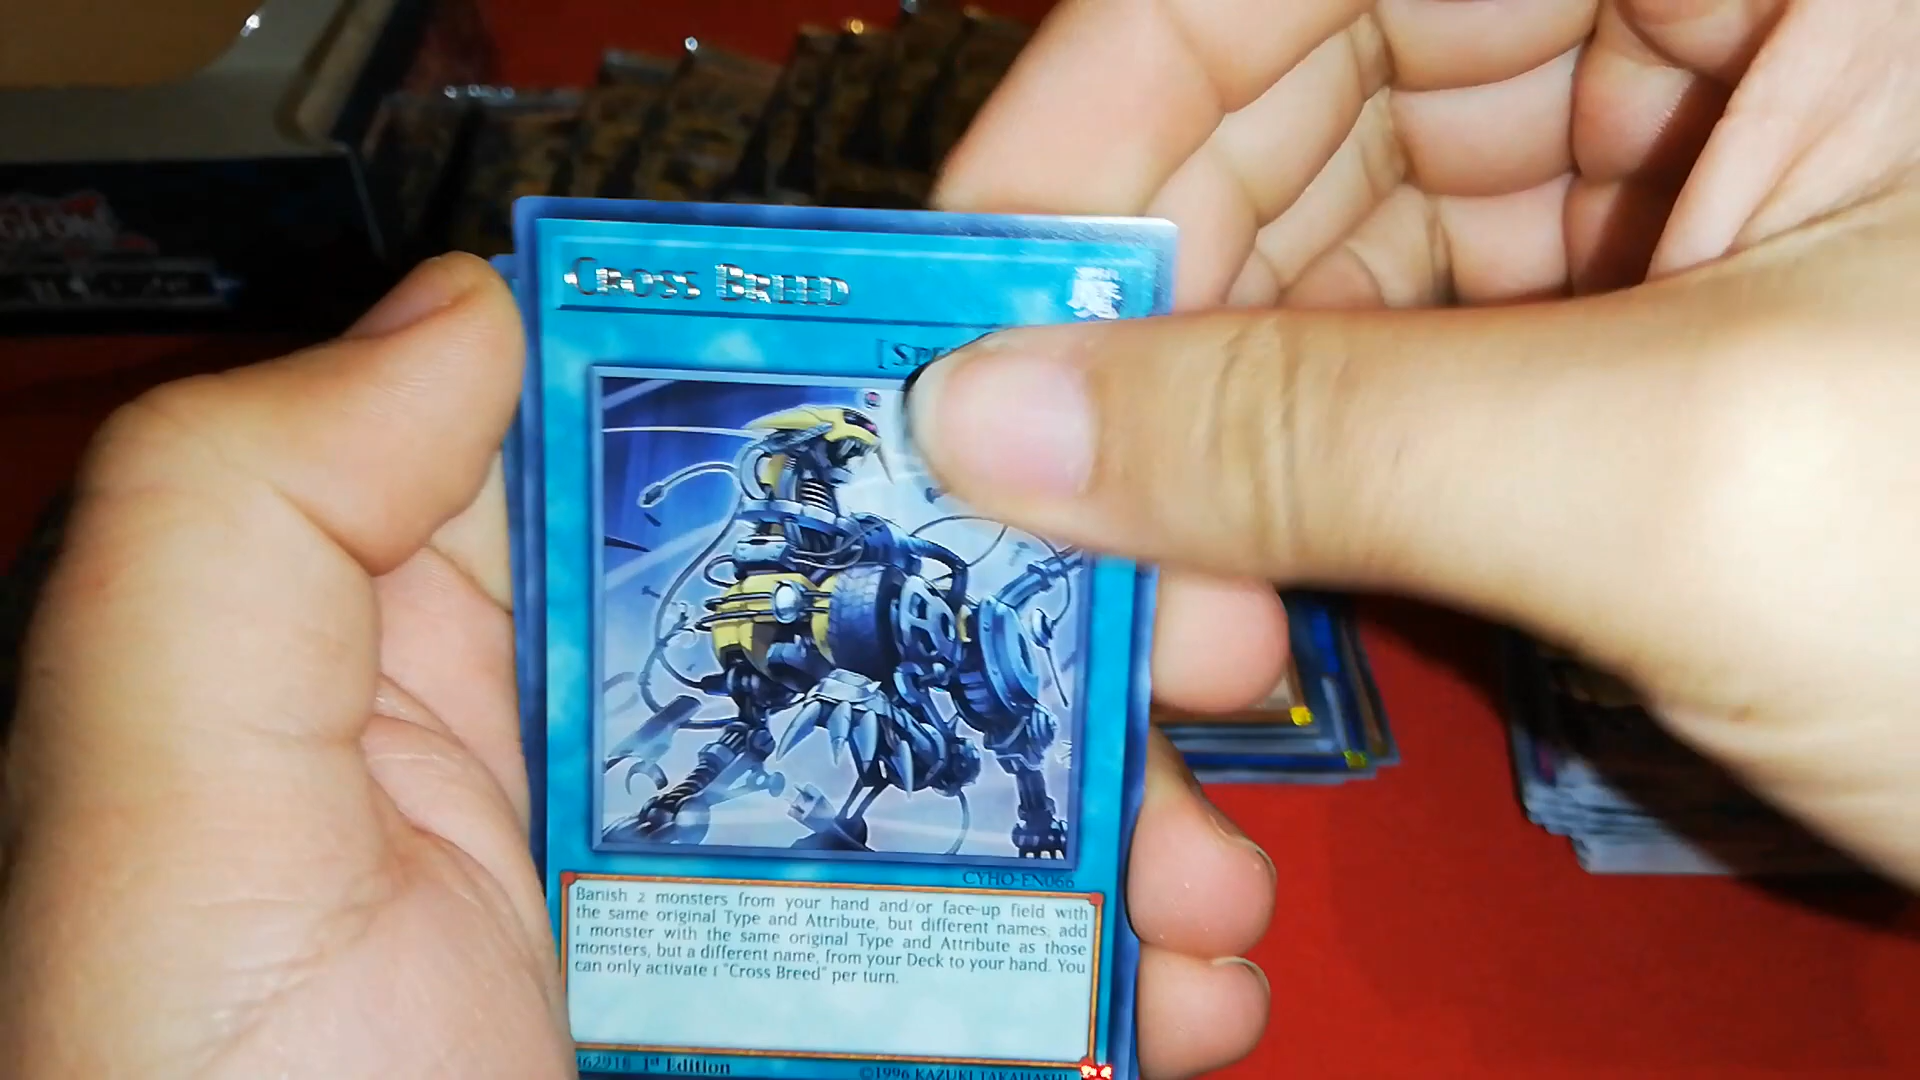 Cross Breed
CYHO-EN066
Banish 2 monsters from your hand and/or face-up field with
the same original Type and Attribute, but different names; add
1 monster with the same original Type and Attribute as those
monsters, but a different name, from your Deck to your hand. You
can only activate 1 "Cross Breed" per turn.
1st Edition
©1996 KAZUKI TAKAHASHI